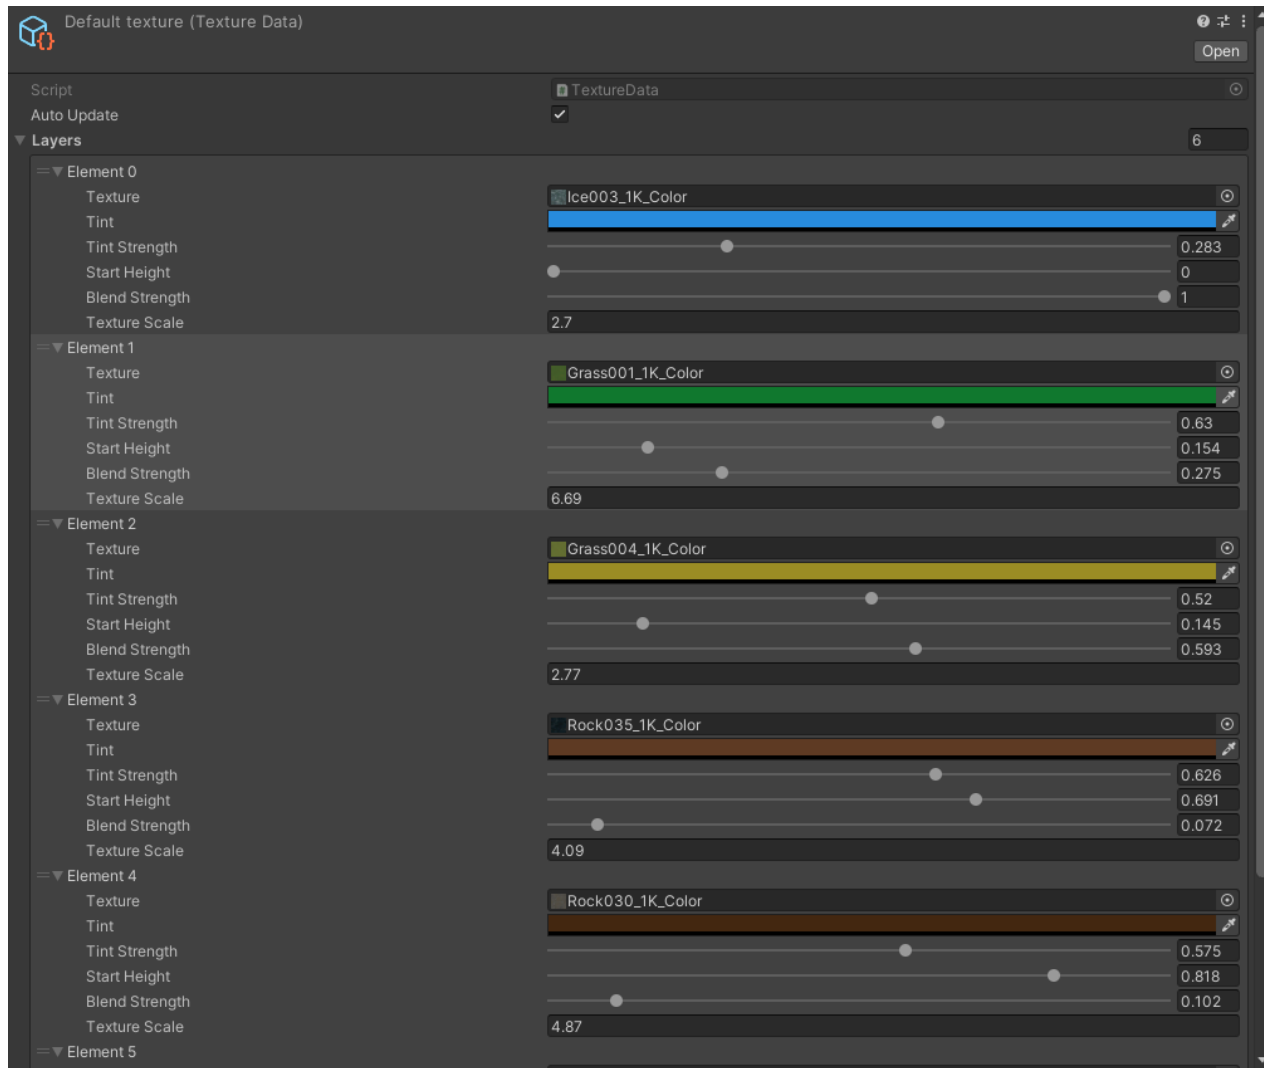 Default texture (Texture Data)
Open
Script TextureData
Auto Update
Layers 6
Element 0
Texture Ice003_1K_Color
Tint
Tint Strength 0.283
Start Height 0
Blend Strength 1
Texture Scale 2.7
Element 1
Texture Grass001_1K_Color
Tint
Tint Strength 0.63
Start Height 0.154
Blend Strength 0.275
Texture Scale 6.69
Element 2
Texture Grass004_1K_Color
Tint
Tint Strength 0.52
Start Height 0.145
Blend Strength 0.593
Texture Scale 2.77
Element 3
Texture Rock035_1K_Color
Tint
Tint Strength 0.626
Start Height 0.691
Blend Strength 0.072
Texture Scale 4.09
Element 4
Texture Rock030_1K_Color
Tint
Tint Strength 0.575
Start Height 0.818
Blend Strength 0.102
Texture Scale 4.87
Element 5